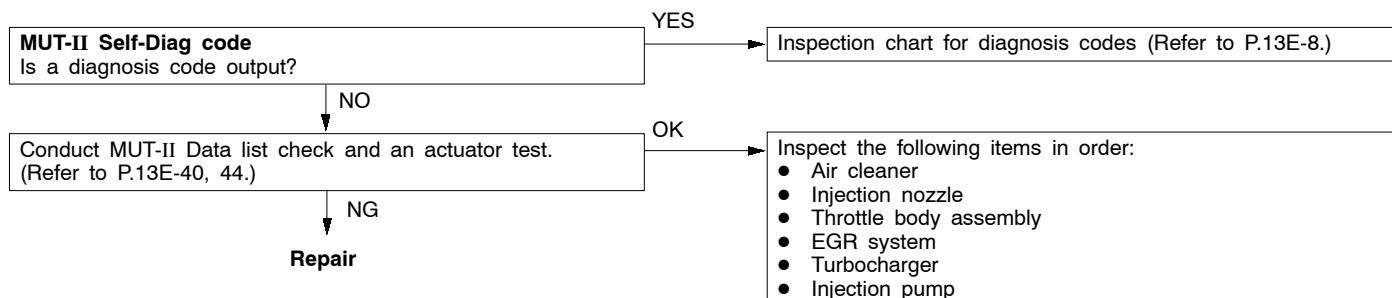 YES
MUT-II Self-Diag code
Is a diagnosis code output?
Inspection chart for diagnosis codes (Refer to P.13E-8.)
NO
OK
Conduct MUT-II Data list check and an actuator test.
(Refer to P.13E-40, 44.)
Inspect the following items in order:
● Air cleaner
● Injection nozzle
● Throttle body assembly
● EGR system
● Turbocharger
● Injection pump
NG
Repair